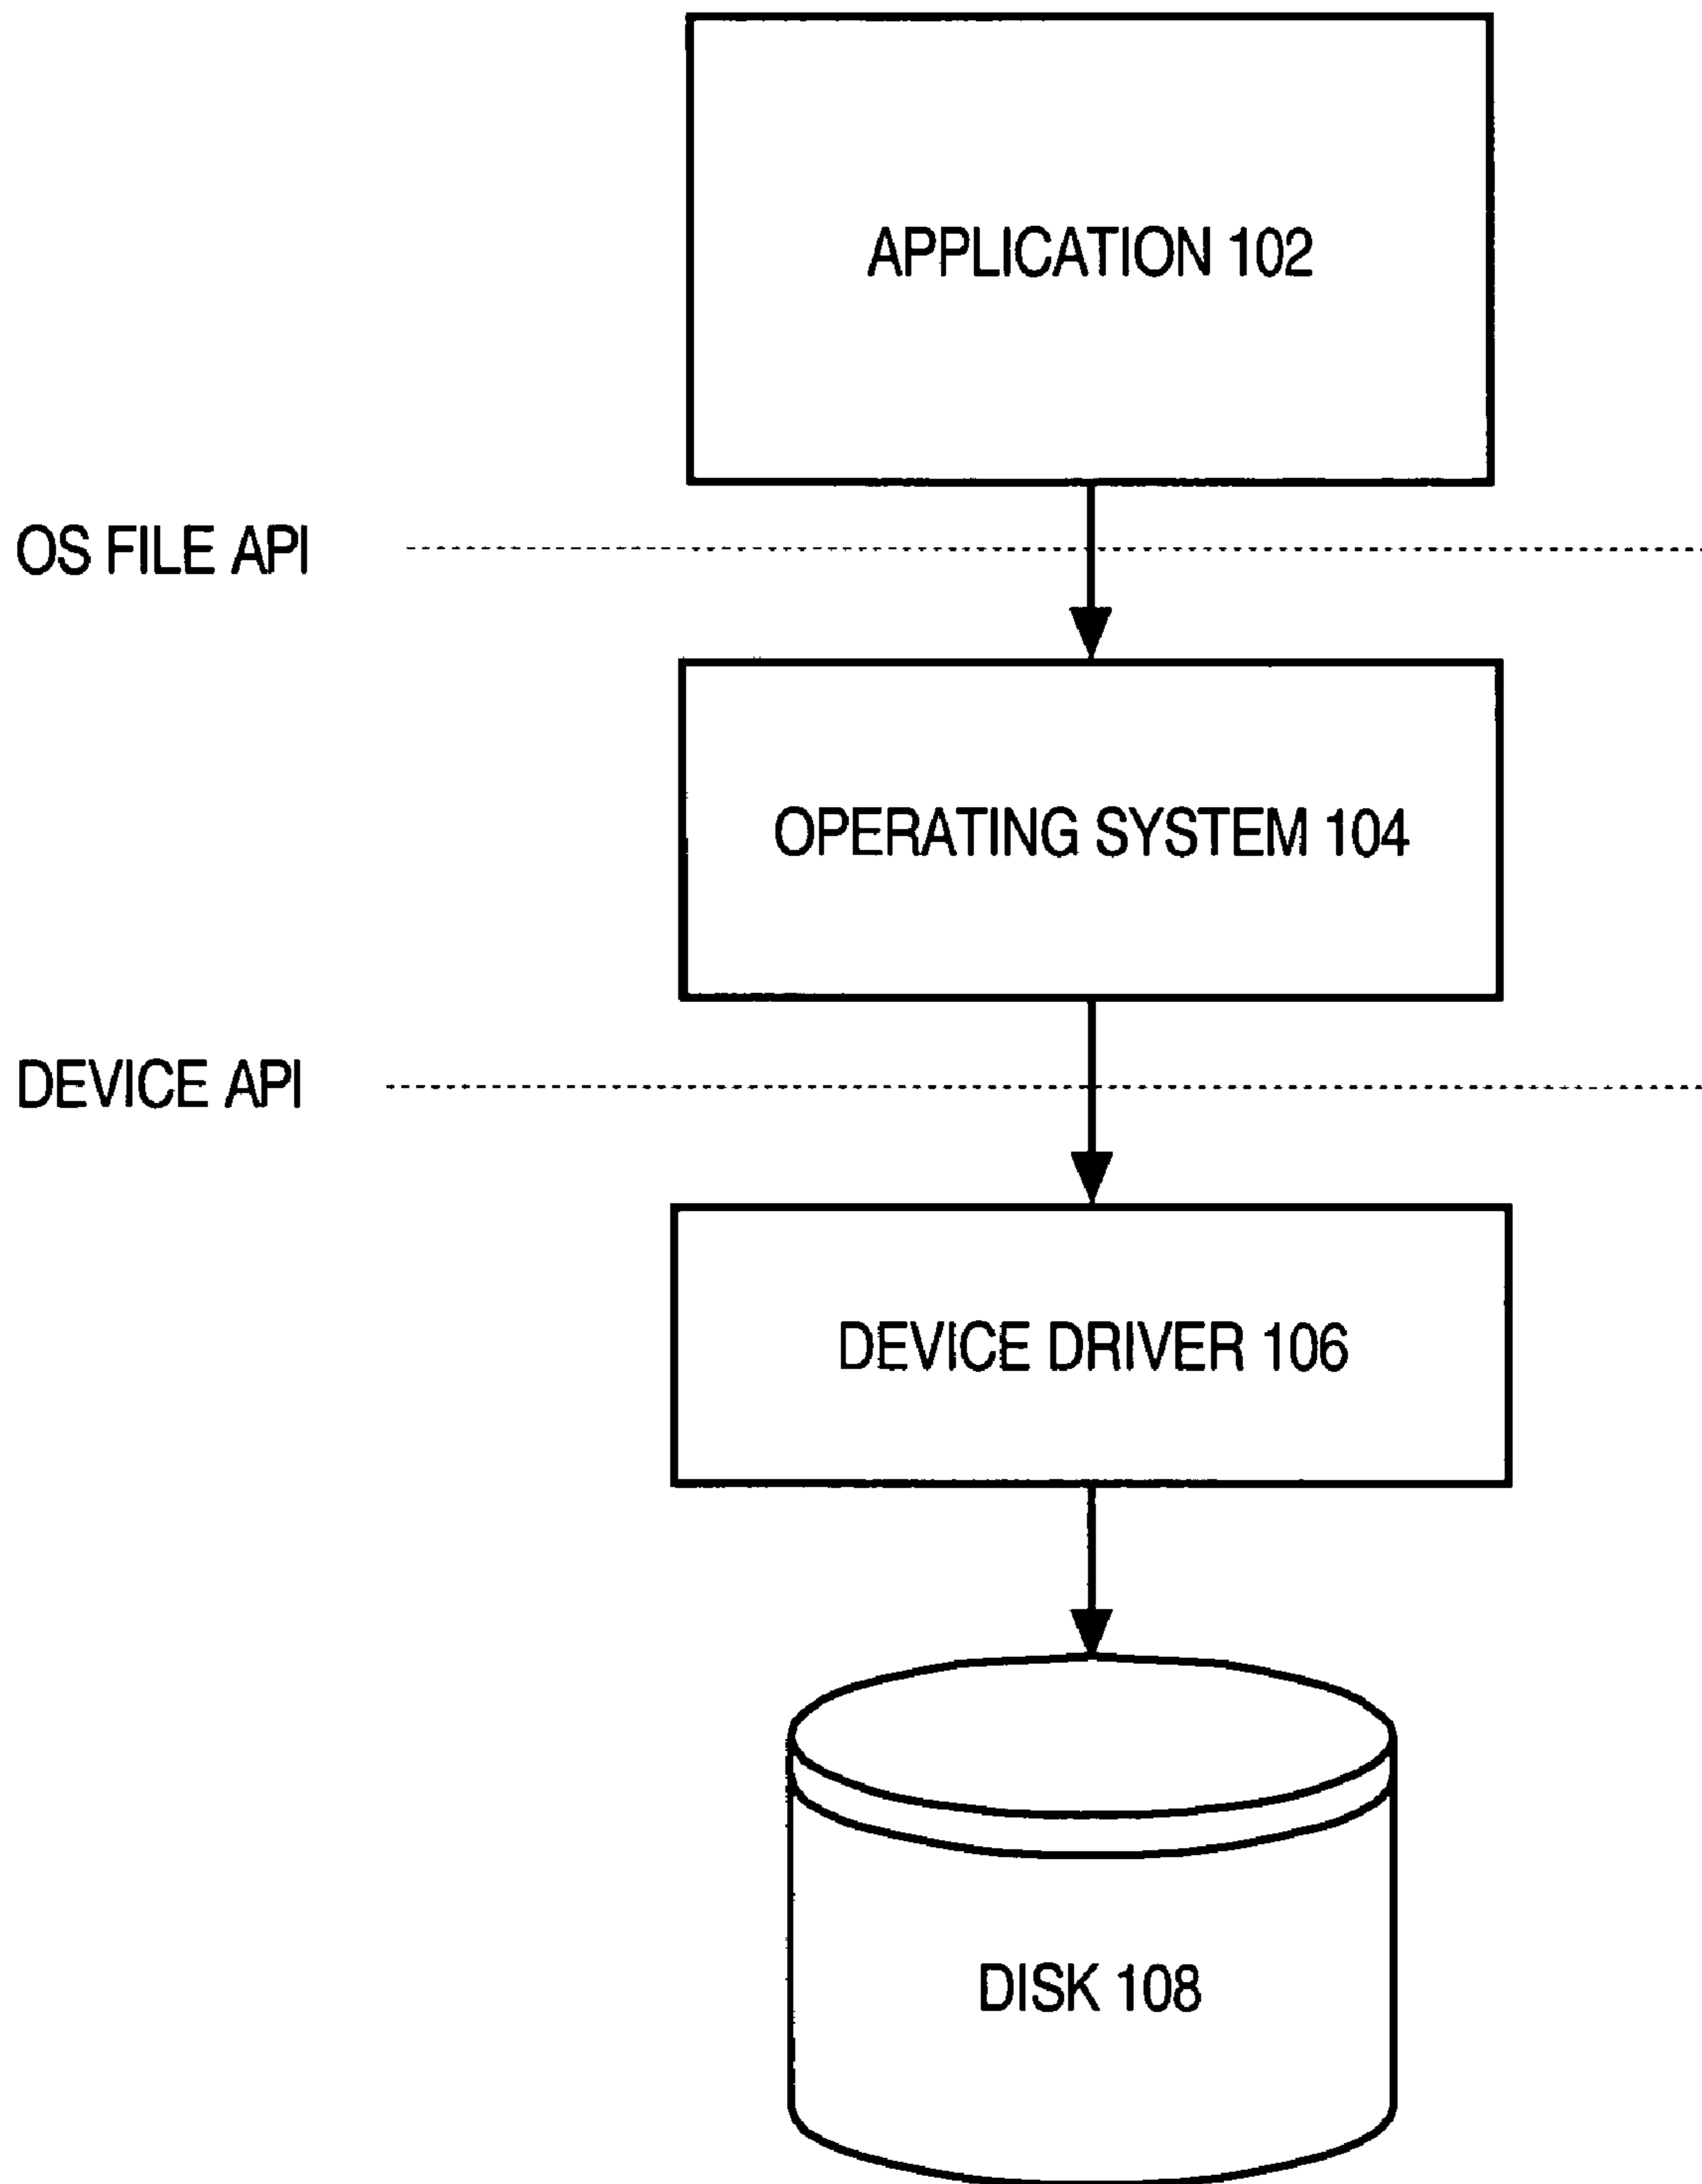 APPLICATION 102
OS FILE API
OPERATING SYSTEM 104
DEVICE API
DEVICE DRIVER 106
DISK 108